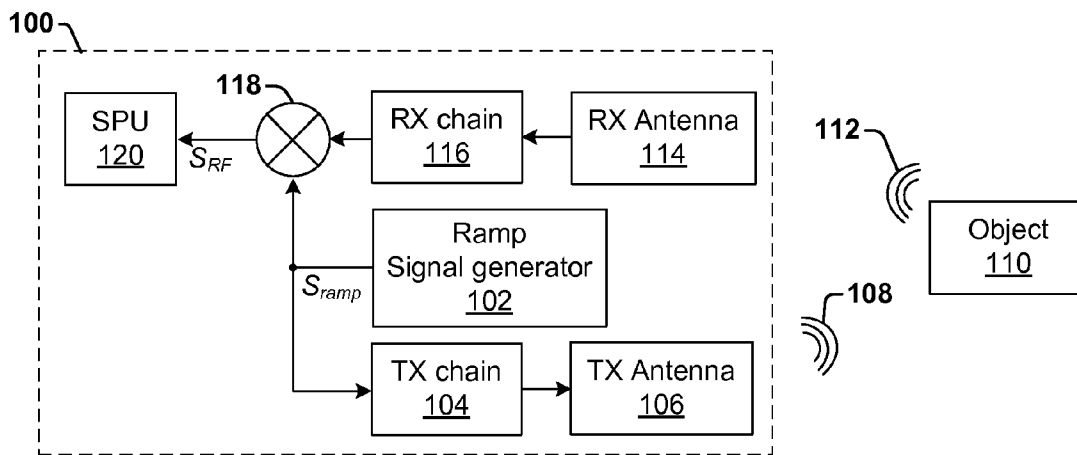 100
118
SPU
120
S_RF
RX chain
116
RX Antenna
114
112
Ramp
Signal generator
102
S_ramp
Object
110
108
TX chain
104
TX Antenna
106